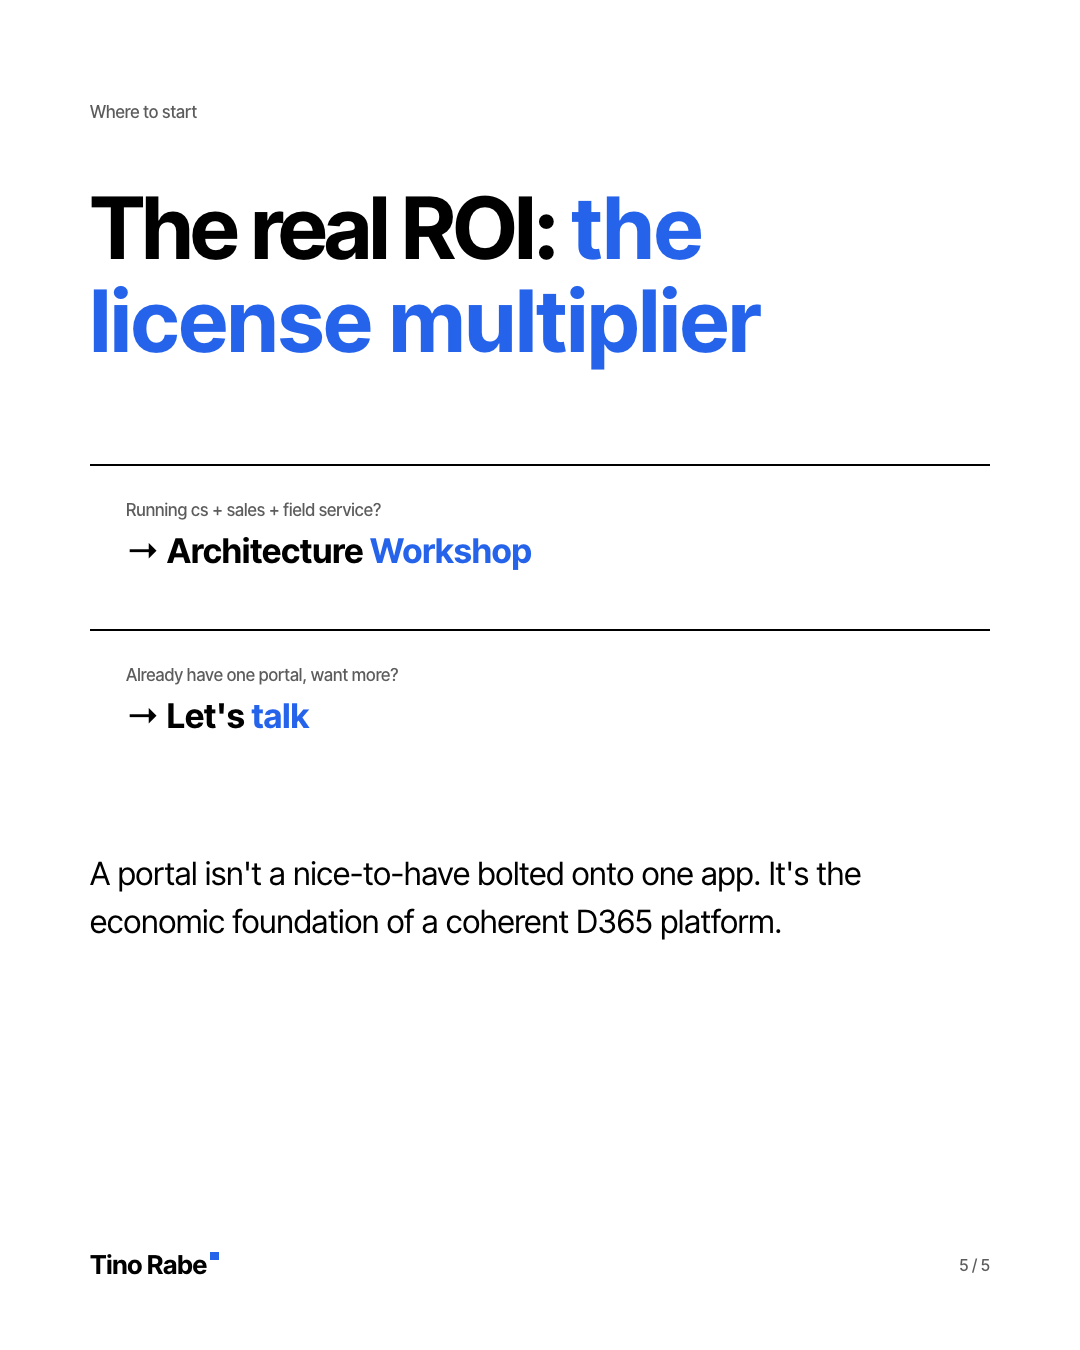 Where to start
The real ROI: the
license multiplier
Running cs + sales + field service?
→ Architecture Workshop
Already have one portal, want more?
→ Let's talk
A portal isn't a nice-to-have bolted onto one app. It's the
economic foundation of a coherent D365 platform.
Tino Rabe
5 / 5